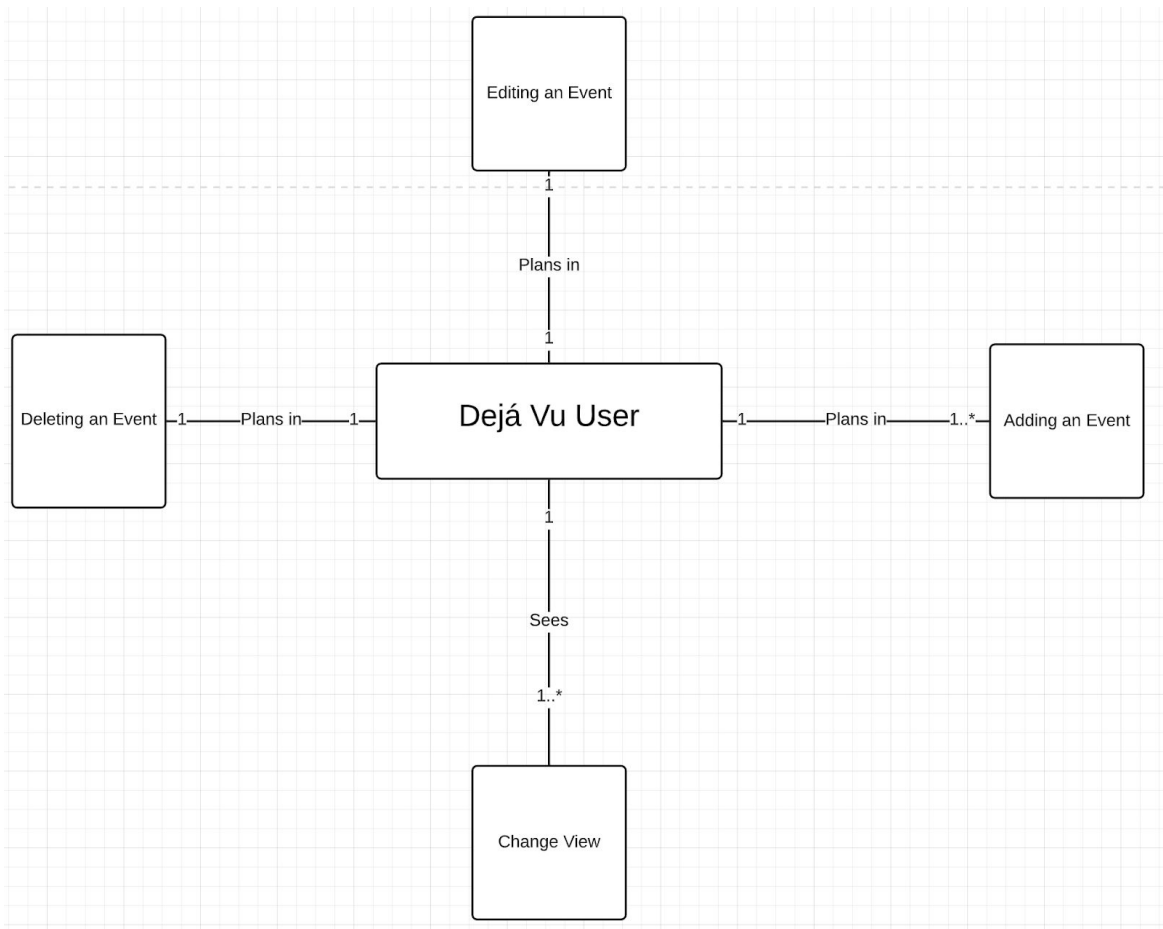 Editing an Event
1
Plans in
1
Deleting an Event
1
Plans in
1
Dejá Vu User
1
Plans in
1..*
Adding an Event
1
Sees
1..*
Change View